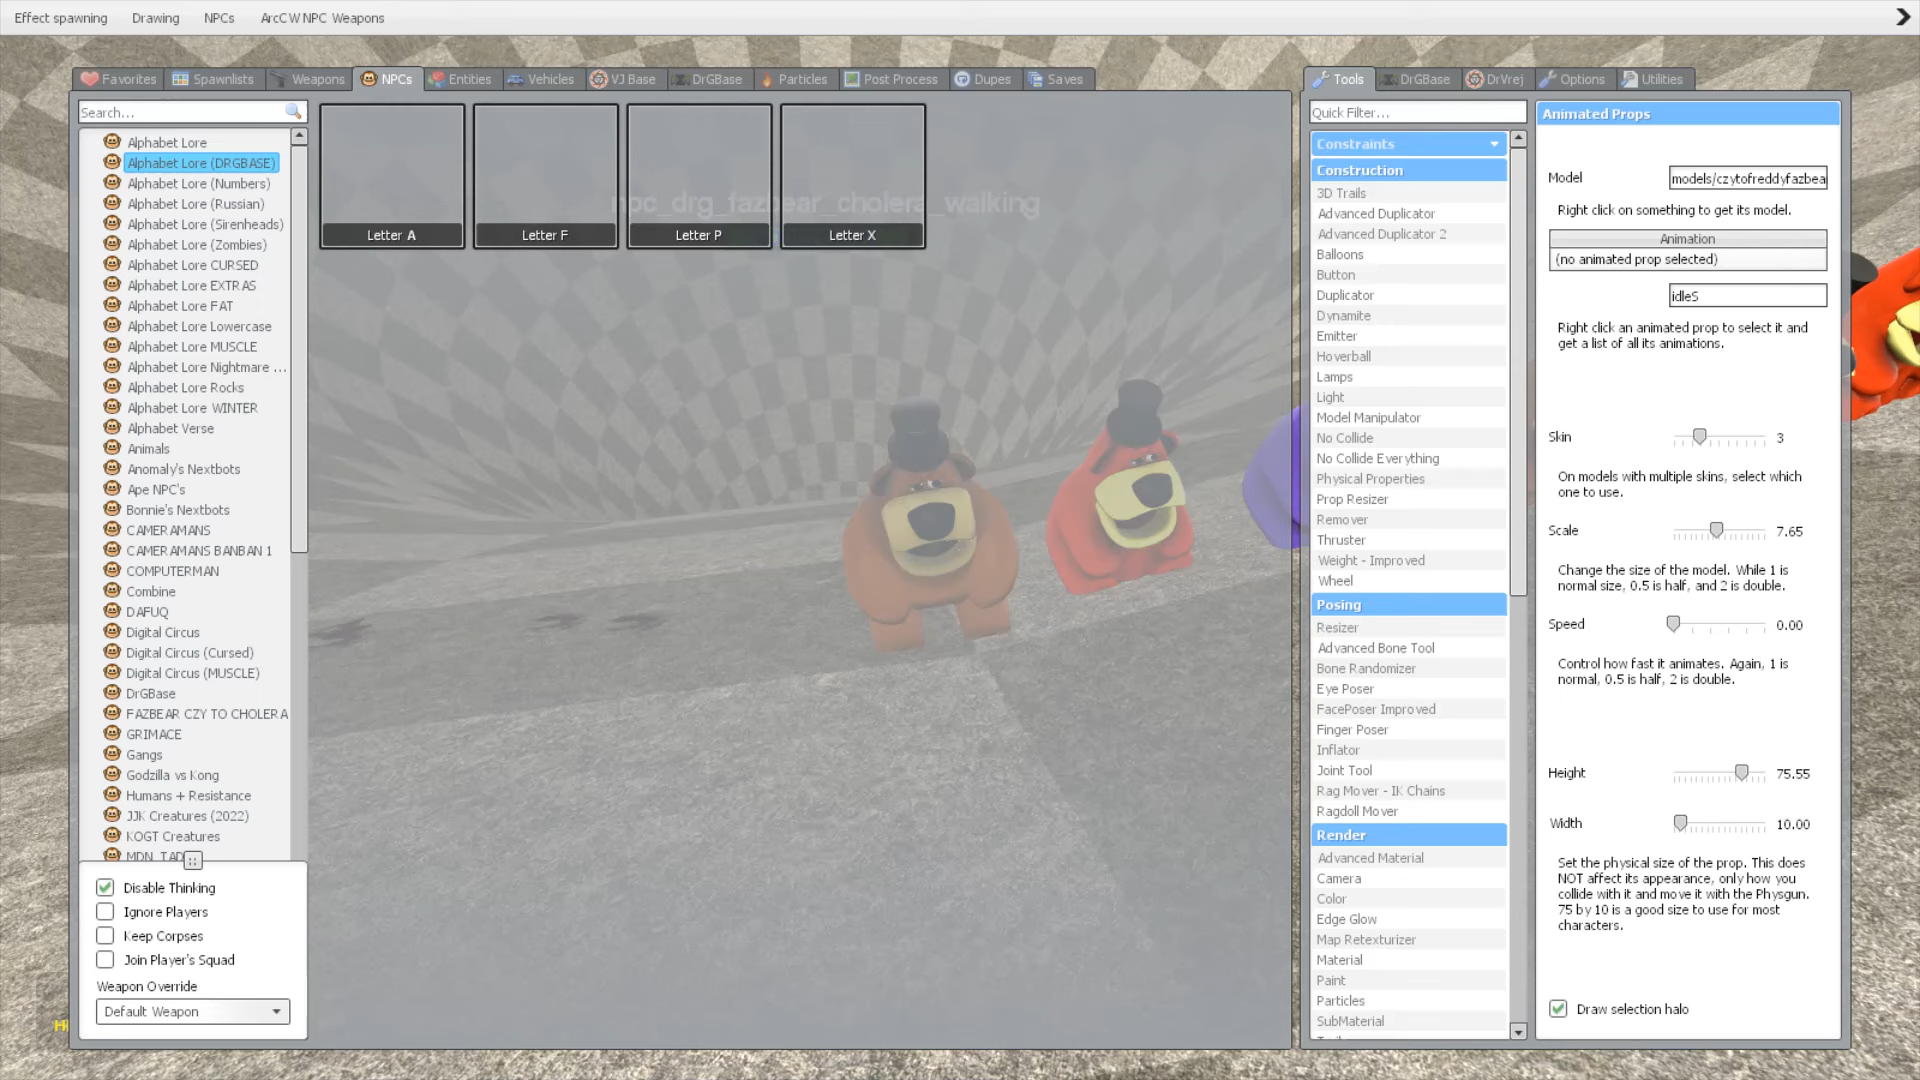 Effect spawning Drawing NPCs ArcCW NPC Weapons
Favorites Spawnlists Weapons NPCs Entities Vehicles VJ Base DrGBase Particles Post Process Dupes Saves
Search...
Alphabet Lore
Alphabet Lore (DRGBASE)
Alphabet Lore (Numbers)
Alphabet Lore (Russian)
Alphabet Lore (Sirenheads)
Alphabet Lore (Zombies)
Alphabet Lore CURSED
Alphabet Lore EXTRAS
Alphabet Lore FAT
Alphabet Lore Lowercase
Alphabet Lore MUSCLE
Alphabet Lore Nightmare ...
Alphabet Lore Rocks
Alphabet Lore WINTER
Alphabet Verse
Animals
Anomaly's Nextbots
Ape NPC's
Bonnie's Nextbots
CAMERAMANS
CAMERAMANS BANBAN 1
COMPUTERMAN
Combine
DAFUQ
Digital Circus
Digital Circus (Cursed)
Digital Circus (MUSCLE)
DrGBase
FAZBEAR CZY TO CHOLERA
GRIMACE
Gangs
Godzilla vs Kong
Humans + Resistance
JJK Creatures (2022)
KOGT Creatures
Disable Thinking
Ignore Players
Keep Corpses
Join Player's Squad
Weapon Override
Default Weapon
npc_drg_fazbear_cholera_walking
Letter A Letter F Letter P Letter X
Tools DrGBase DrVrej Options Utilities
Quick Filter...
Constraints
Construction
3D Trails
Advanced Duplicator
Advanced Duplicator 2
Balloons
Button
Duplicator
Dynamite
Emitter
Hoverball
Lamps
Light
Model Manipulator
No Collide
No Collide Everything
Physical Properties
Prop Resizer
Remover
Thruster
Weight - Improved
Wheel
Posing
Resizer
Advanced Bone Tool
Bone Randomizer
Eye Poser
FacePoser Improved
Finger Poser
Inflator
Joint Tool
Rag Mover - IK Chains
Ragdoll Mover
Render
Advanced Material
Camera
Color
Edge Glow
Map Retexturizer
Material
Paint
Particles
SubMaterial
Animated Props
Model models/czytofreddyfazbea
Right click on something to get its model.
Animation
(no animated prop selected)
idleS
Right click an animated prop to select it and
get a list of all its animations.
Skin 3
On models with multiple skins, select which
one to use.
Scale 7.65
Change the size of the model. While 1 is
normal size, 0.5 is half, and 2 is double.
Speed 0.00
Control how fast it animates. Again, 1 is
normal, 0.5 is half, 2 is double.
Height 75.55
Width 10.00
Set the physical size of the prop. This does
NOT affect its appearance, only how you
collide with it and move it with the Physgun.
75 by 10 is a good size to use for most
characters.
Draw selection halo